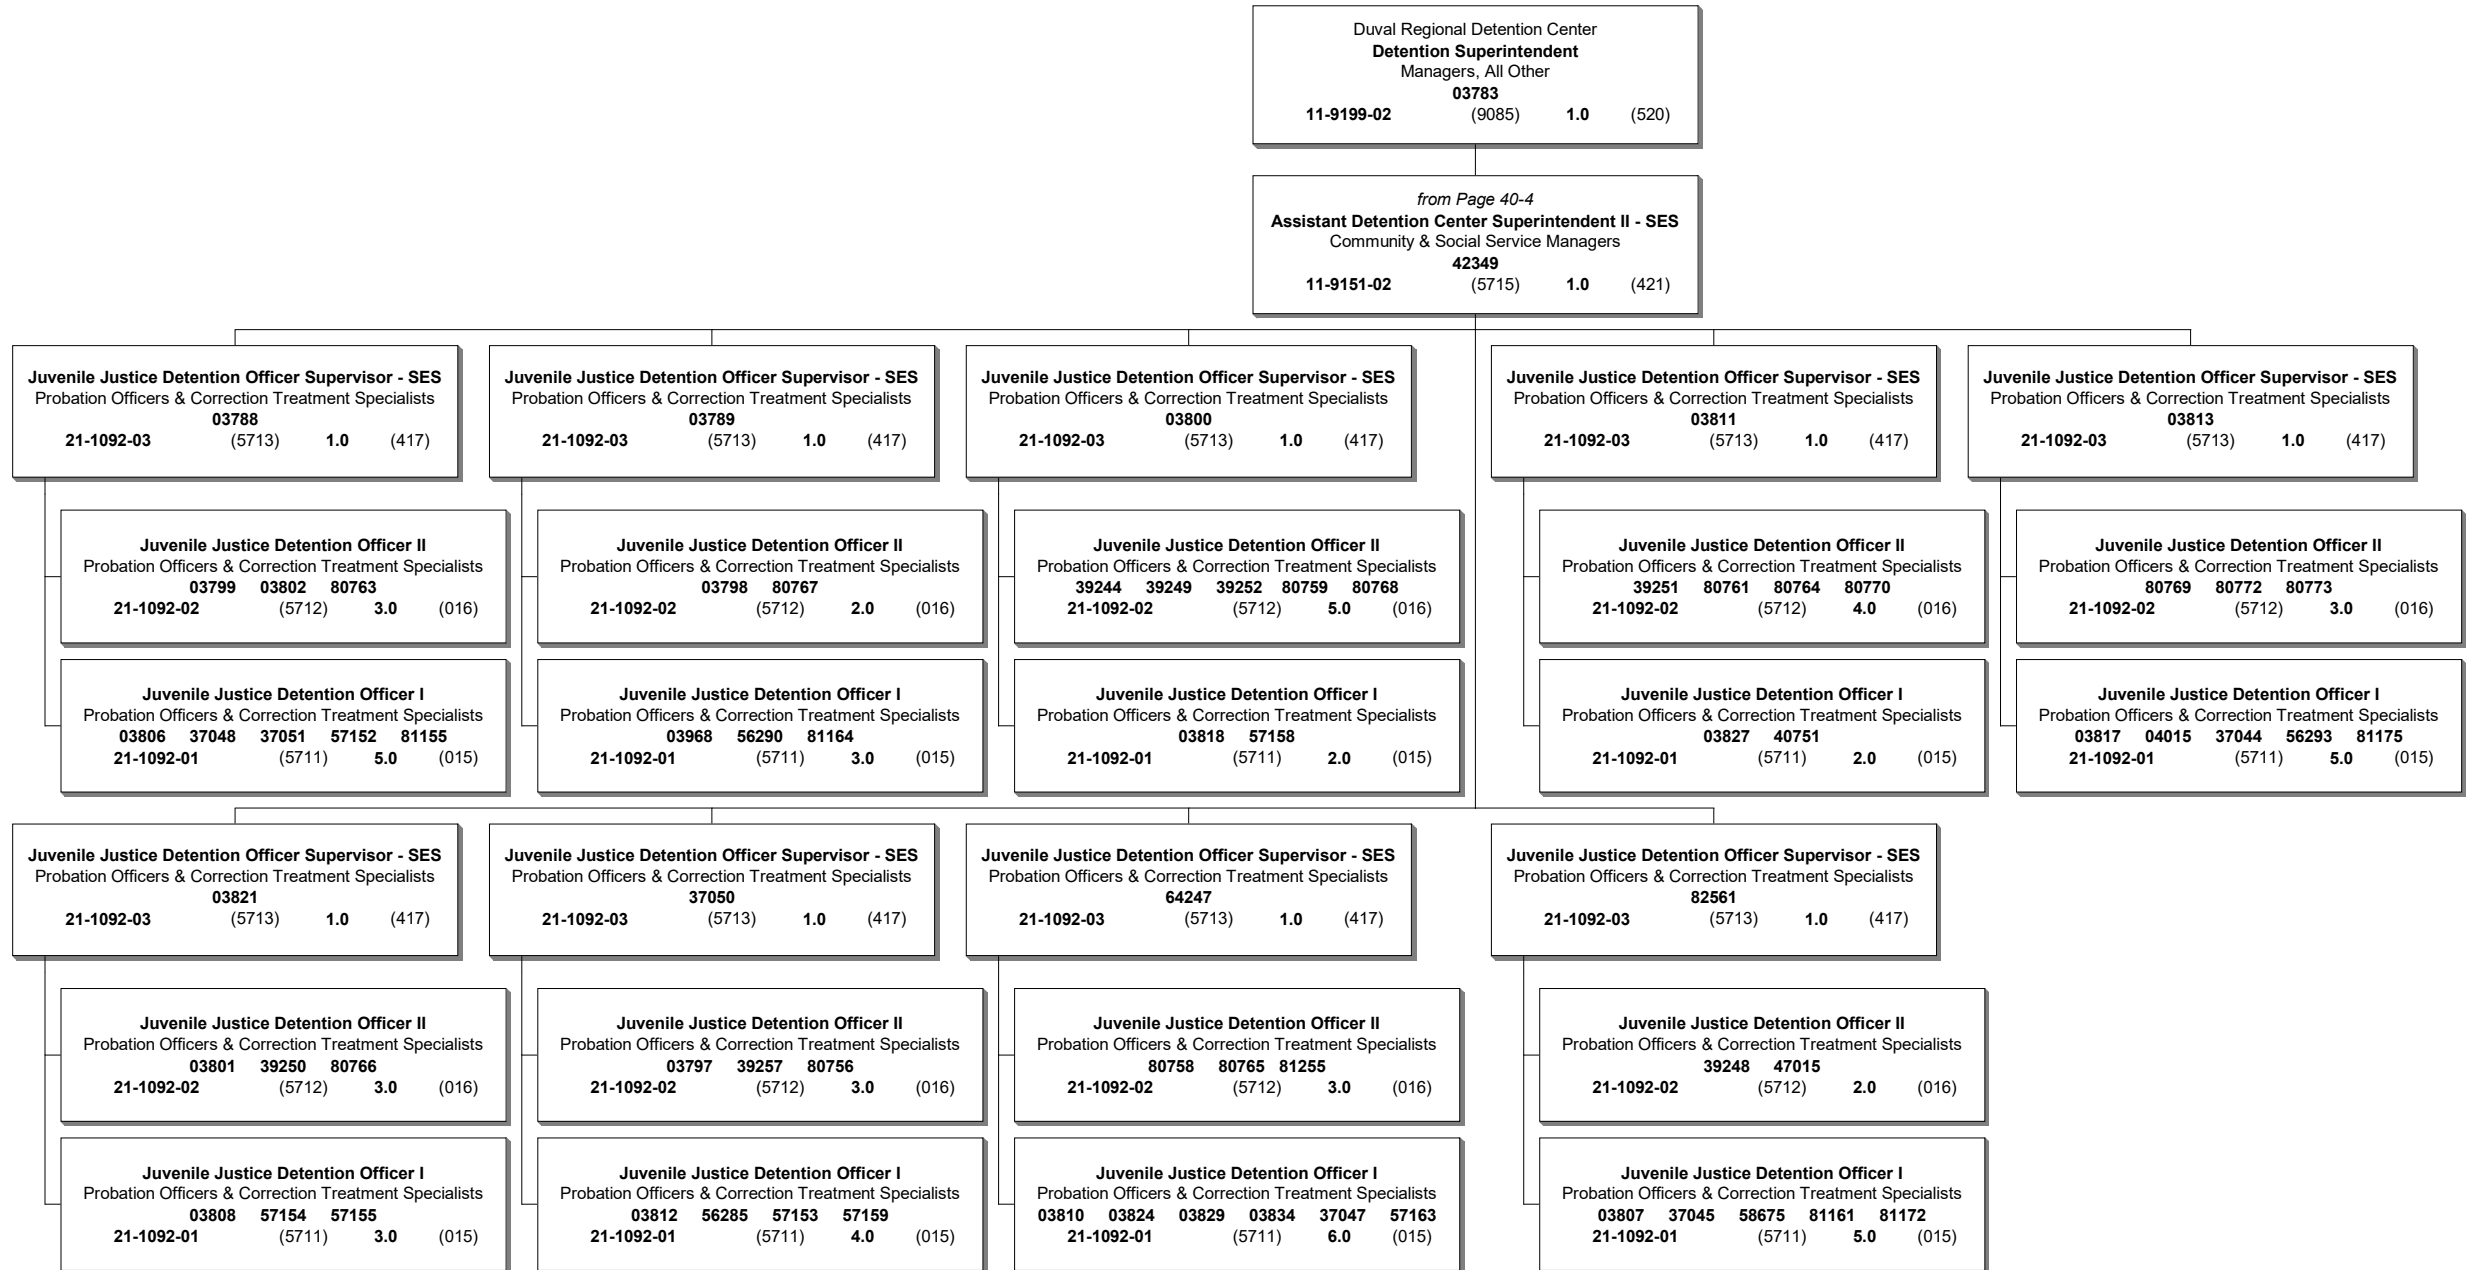 Duval Regional Detention Center
Detention Superintendent
Managers, All Other
03783
11-9199-02 (9085) 1.0 (520)
from Page 40-4
Assistant Detention Center Superintendent II - SES
Community & Social Service Managers
42349
11-9151-02 (5715) 1.0 (421)
Juvenile Justice Detention Officer Supervisor - SES
Probation Officers & Correction Treatment Specialists
03788
21-1092-03 (5713) 1.0 (417)
Juvenile Justice Detention Officer II
Probation Officers & Correction Treatment Specialists
03799 03802 80763
21-1092-02 (5712) 3.0 (016)
Juvenile Justice Detention Officer I
Probation Officers & Correction Treatment Specialists
03806 37048 37051 57152 81155
21-1092-01 (5711) 5.0 (015)
Juvenile Justice Detention Officer Supervisor - SES
Probation Officers & Correction Treatment Specialists
03789
21-1092-03 (5713) 1.0 (417)
Juvenile Justice Detention Officer II
Probation Officers & Correction Treatment Specialists
03798 80767
21-1092-02 (5712) 2.0 (016)
Juvenile Justice Detention Officer I
Probation Officers & Correction Treatment Specialists
03968 56290 81164
21-1092-01 (5711) 3.0 (015)
Juvenile Justice Detention Officer Supervisor - SES
Probation Officers & Correction Treatment Specialists
03800
21-1092-03 (5713) 1.0 (417)
Juvenile Justice Detention Officer II
Probation Officers & Correction Treatment Specialists
39244 39249 39252 80759 80768
21-1092-02 (5712) 5.0 (016)
Juvenile Justice Detention Officer I
Probation Officers & Correction Treatment Specialists
03818 57158
21-1092-01 (5711) 2.0 (015)
Juvenile Justice Detention Officer Supervisor - SES
Probation Officers & Correction Treatment Specialists
03811
21-1092-03 (5713) 1.0 (417)
Juvenile Justice Detention Officer II
Probation Officers & Correction Treatment Specialists
39251 80761 80764 80770
21-1092-02 (5712) 4.0 (016)
Juvenile Justice Detention Officer I
Probation Officers & Correction Treatment Specialists
03827 40751
21-1092-01 (5711) 2.0 (015)
Juvenile Justice Detention Officer Supervisor - SES
Probation Officers & Correction Treatment Specialists
03813
21-1092-03 (5713) 1.0 (417)
Juvenile Justice Detention Officer II
Probation Officers & Correction Treatment Specialists
80769 80772 80773
21-1092-02 (5712) 3.0 (016)
Juvenile Justice Detention Officer I
Probation Officers & Correction Treatment Specialists
03817 04015 37044 56293 81175
21-1092-01 (5711) 5.0 (015)
Juvenile Justice Detention Officer Supervisor - SES
Probation Officers & Correction Treatment Specialists
03821
21-1092-03 (5713) 1.0 (417)
Juvenile Justice Detention Officer II
Probation Officers & Correction Treatment Specialists
03801 39250 80766
21-1092-02 (5712) 3.0 (016)
Juvenile Justice Detention Officer I
Probation Officers & Correction Treatment Specialists
03808 57154 57155
21-1092-01 (5711) 3.0 (015)
Juvenile Justice Detention Officer Supervisor - SES
Probation Officers & Correction Treatment Specialists
37050
21-1092-03 (5713) 1.0 (417)
Juvenile Justice Detention Officer II
Probation Officers & Correction Treatment Specialists
03797 39257 80756
21-1092-02 (5712) 3.0 (016)
Juvenile Justice Detention Officer I
Probation Officers & Correction Treatment Specialists
03812 56285 57153 57159
21-1092-01 (5711) 4.0 (015)
Juvenile Justice Detention Officer Supervisor - SES
Probation Officers & Correction Treatment Specialists
64247
21-1092-03 (5713) 1.0 (417)
Juvenile Justice Detention Officer II
Probation Officers & Correction Treatment Specialists
80758 80765 81255
21-1092-02 (5712) 3.0 (016)
Juvenile Justice Detention Officer I
Probation Officers & Correction Treatment Specialists
03810 03824 03829 03834 37047 57163
21-1092-01 (5711) 6.0 (015)
Juvenile Justice Detention Officer Supervisor - SES
Probation Officers & Correction Treatment Specialists
82561
21-1092-03 (5713) 1.0 (417)
Juvenile Justice Detention Officer II
Probation Officers & Correction Treatment Specialists
39248 47015
21-1092-02 (5712) 2.0 (016)
Juvenile Justice Detention Officer I
Probation Officers & Correction Treatment Specialists
03807 37045 58675 81161 81172
21-1092-01 (5711) 5.0 (015)